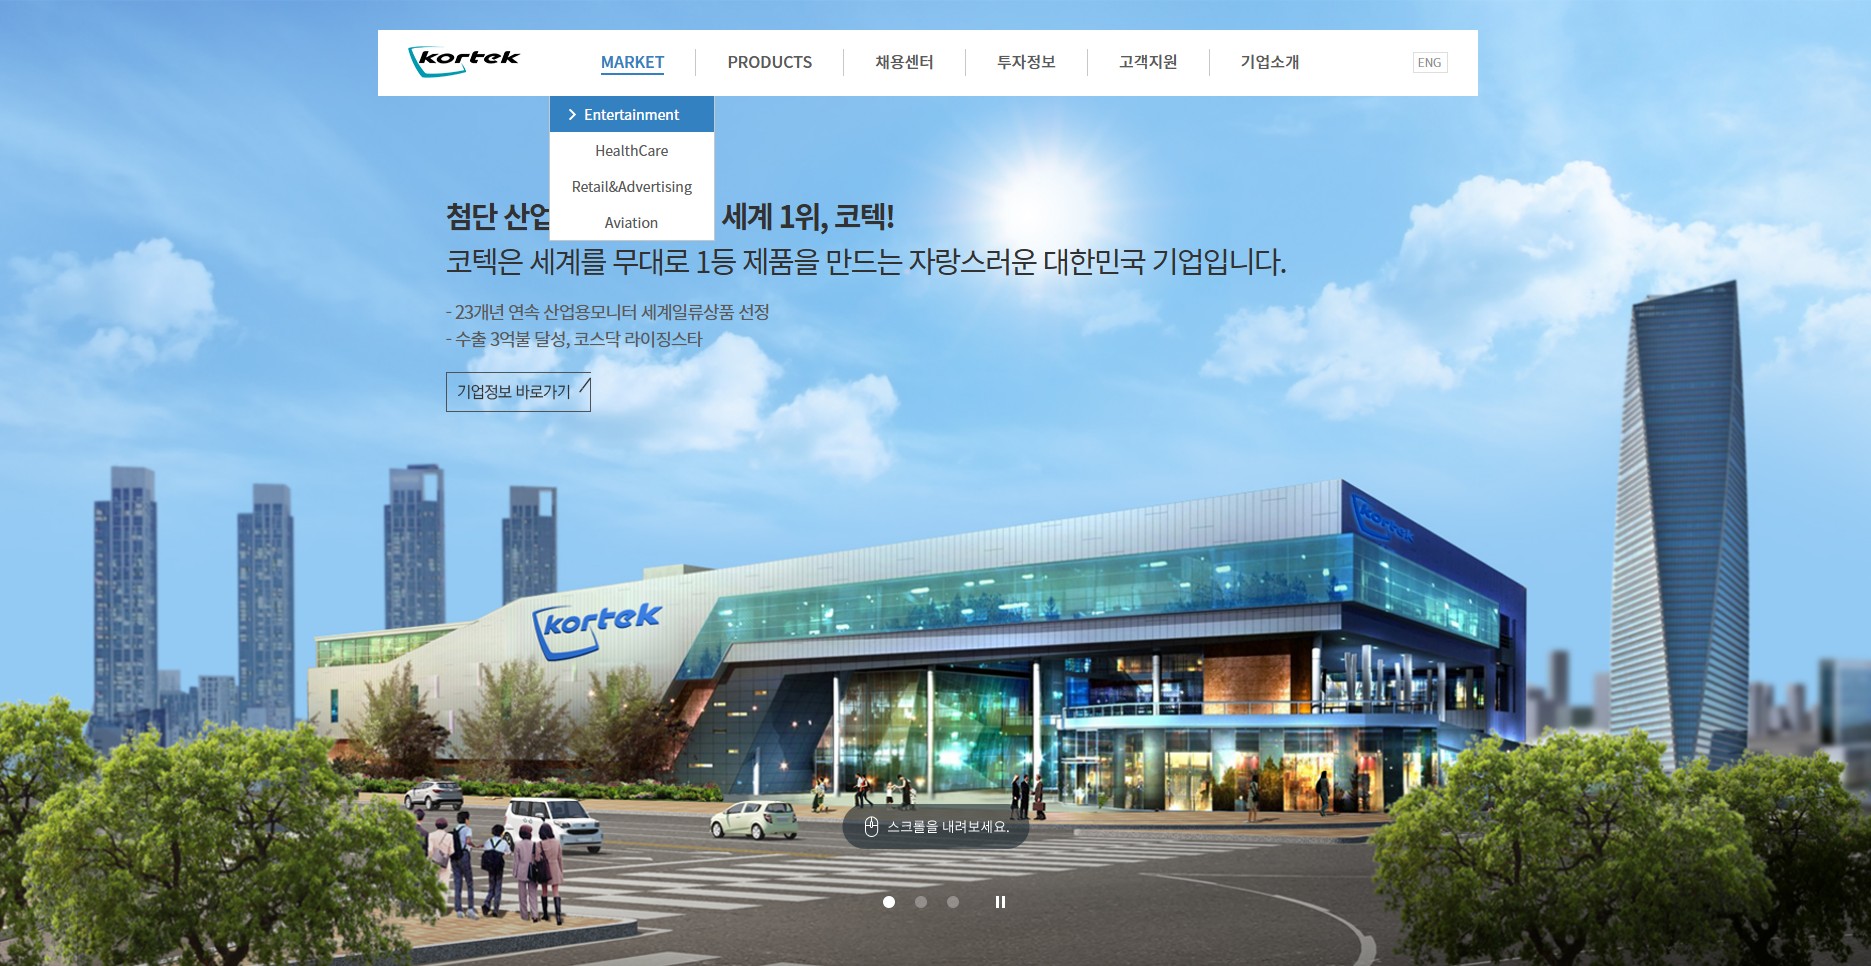 kortek
MARKET
PRODUCTS
채용센터
투자정보
고객지원
기업소개
ENG
Entertainment
HealthCare
Retail&Advertising
Aviation
첨단 산업 세계 1위, 코텍!
코텍은 세계를 무대로 1등 제품을 만드는 자랑스러운 대한민국 기업입니다.
- 23개년 연속 산업용모니터 세계일류상품 선정
- 수출 3억불 달성, 코스닥 라이징스타
기업정보 바로가기
kortek
kortek
스크롤을 내려보세요.